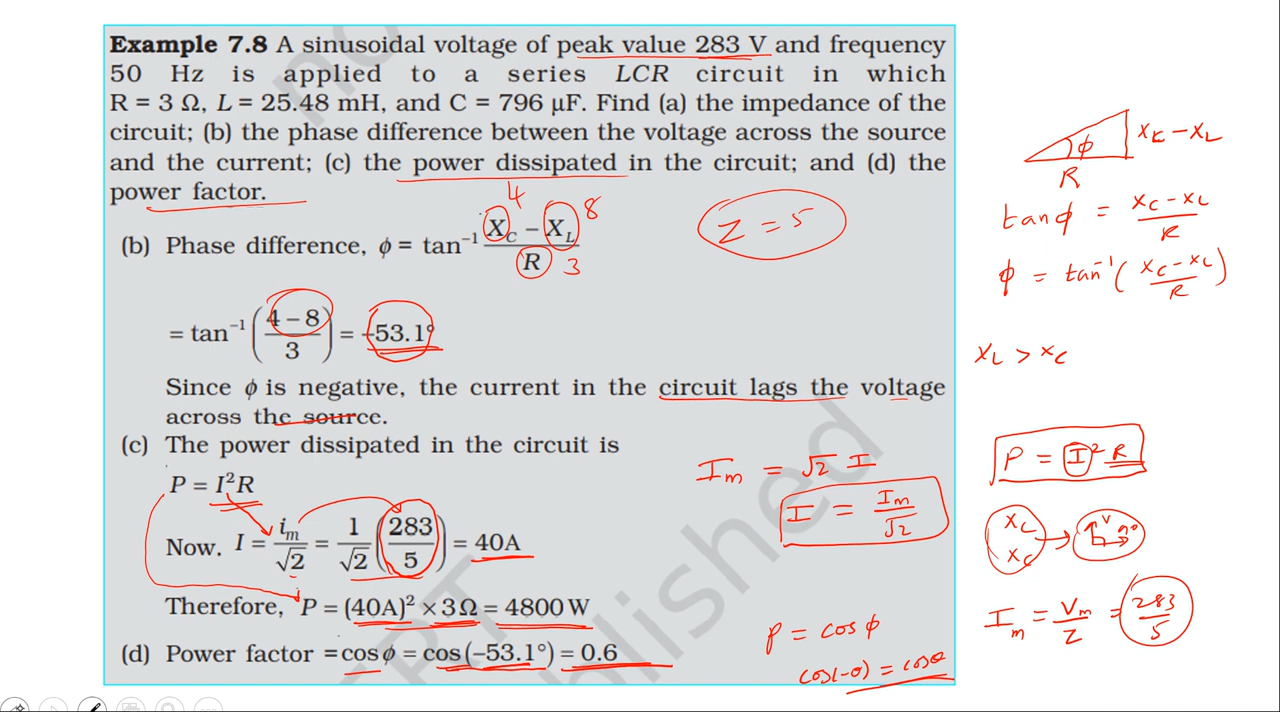 Example 7.8 A sinusoidal voltage of peak value 283 V and frequency
50 Hz is applied to a series LCR circuit in which
R = 3 Ω, L = 25.48 mH, and C = 796 μF. Find (a) the impedance of the
circuit; (b) the phase difference between the voltage across the source
and the current; (c) the power dissipated in the circuit; and (d) the
power factor.
(b) Phase difference, ϕ = tan⁻¹ (X_C − X_L)/R
4
8
3
Z = 5
= tan⁻¹ ((4 – 8)/3) = –53.1°
Since ϕ is negative, the current in the circuit lags the voltage
across the source.
(c) The power dissipated in the circuit is
P = I²R
Now, I = i_m/√2 = 1/√2 (283/5) = 40A
Therefore, P = (40A)² × 3 Ω = 4800 W
(d) Power factor = cos ϕ = cos (–53.1°) = 0.6
I_m = √2 I
I = I_m/√2
P = cos ϕ
cos(−θ) = cos θ
ϕ
X_C − X_L
R
tan ϕ = (X_C − X_L)/R
ϕ = tan⁻¹ ((X_C − X_L)/R)
X_L > X_C
P = I² R
X_C
X_C
V
I_m = V_m/Z = 283/5
published